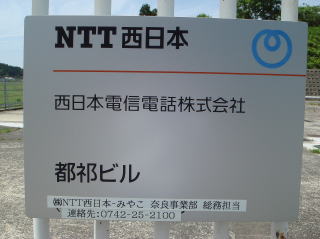 NTT西日本
西日本電信電話株式会社
都祁ビル
㈱NTT西日本-みやこ 奈良事業部 総務担当
連絡先:0742-25-2100